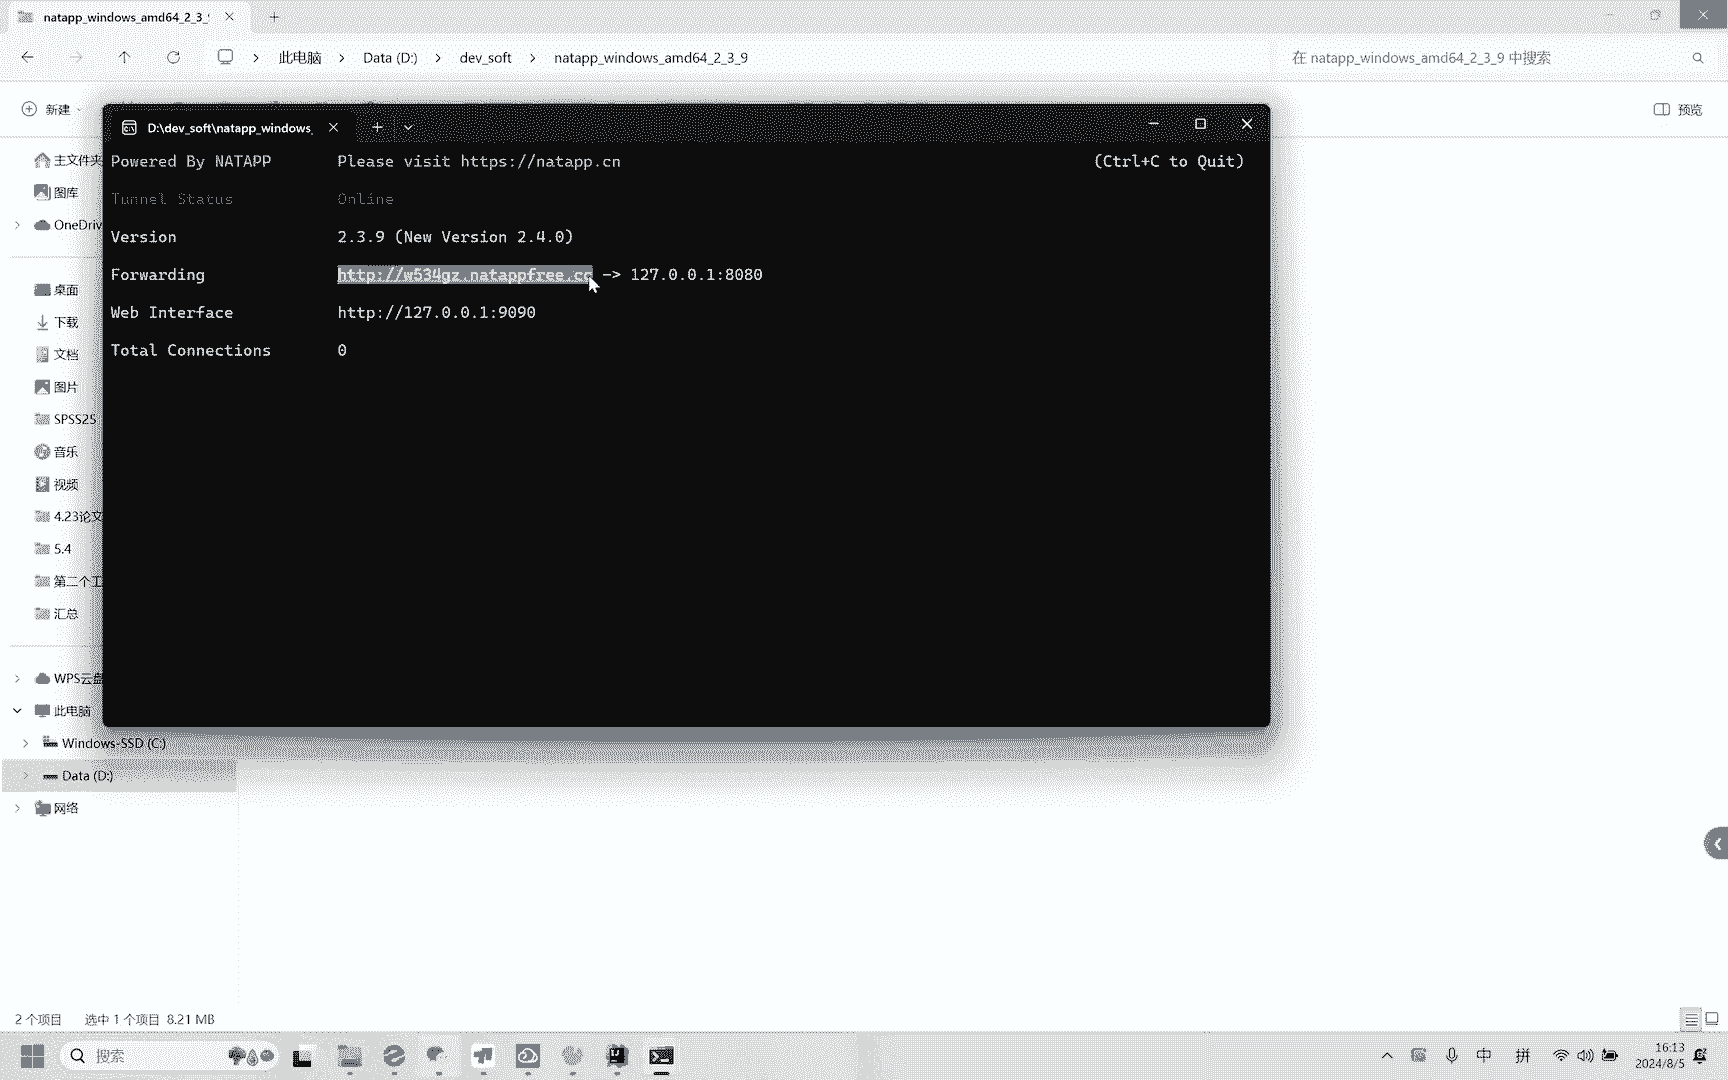 natapp_windows_amd64_2_3_9
此电脑 > Data (D:) > dev_soft > natapp_windows_amd64_2_3_9
在 natapp_windows_amd64_2_3_9 中搜索
新建
预览
D:\dev_soft\natapp_windows_
Powered By NATAPP Please visit https://natapp.cn (Ctrl+C to Quit)
Tunnel Status Online
Version 2.3.9 (New Version 2.4.0)
Forwarding http://w534gz.natappfree.cc -> 127.0.0.1:8080
Web Interface http://127.0.0.1:9090
Total Connections 0
主文件夹
图库
OneDriv
桌面
下载
文档
图片
SPSS25
音乐
视频
4.23论文
5.4
第二个工
汇总
WPS云盘
此电脑
Windows-SSD (C:)
Data (D:)
网络
2 个项目 选中 1 个项目 8.21 MB
搜索
中 拼
16:13
2024/8/5